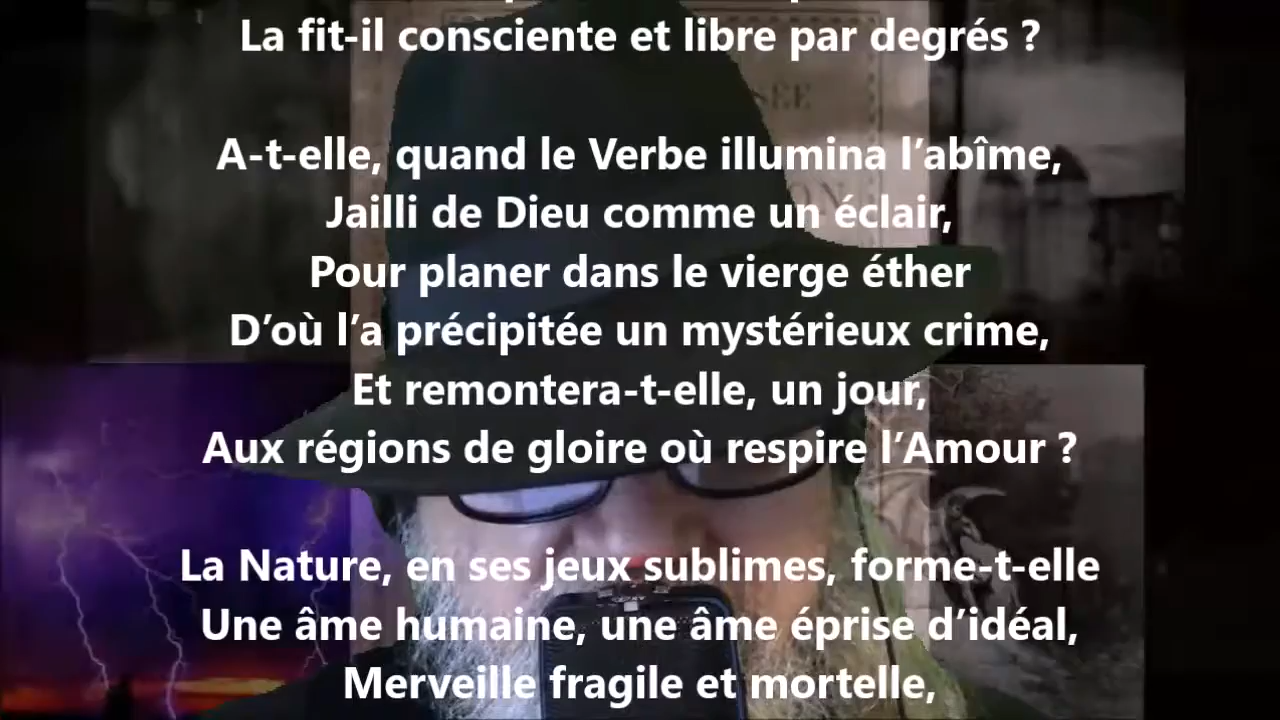 La fit-il consciente et libre par degrés ?
A-t-elle, quand le Verbe illumina l’abîme,
Jailli de Dieu comme un éclair,
Pour planer dans le vierge éther
D’où l’a précipitée un mystérieux crime,
Et remontera-t-elle, un jour,
Aux régions de gloire où respire l’Amour ?
La Nature, en ses jeux sublimes, forme-t-elle
Une âme humaine, une âme éprise d’idéal,
Merveille fragile et mortelle,